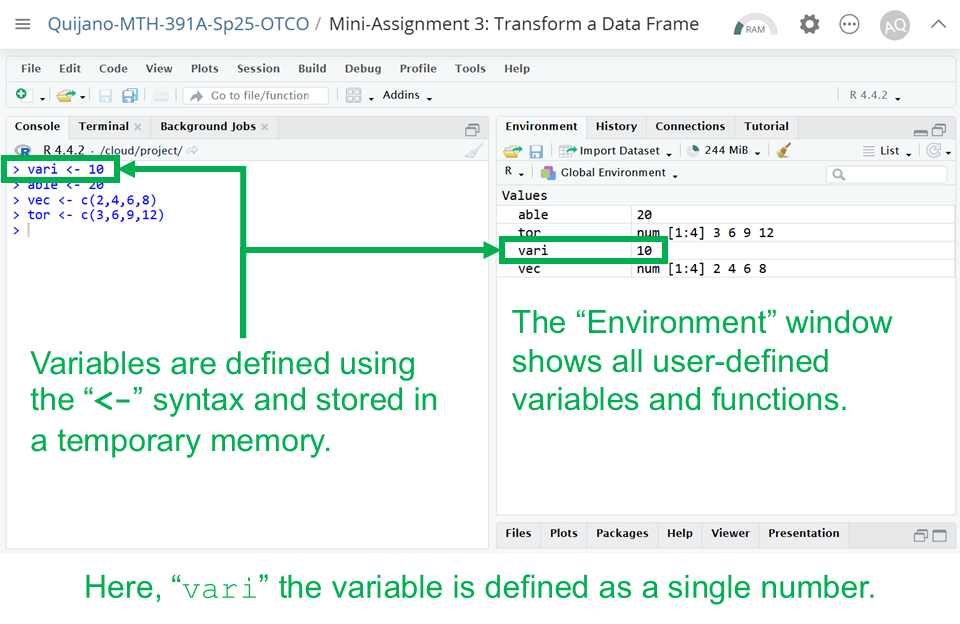 Quijano-MTH-391A-Sp25-OTCO / Mini-Assignment 3: Transform a Data Frame
RAM
AQ
File Edit Code View Plots Session Build Debug Profile Tools Help
Go to file/function
Addins
R 4.4.2
Console Terminal Background Jobs
R 4.4.2 · /cloud/project/
> vari <- 10
> able <- 20
> vec <- c(2,4,6,8)
> tor <- c(3,6,9,12)
>
Variables are defined using
the “<-” syntax and stored in
a temporary memory.
Environment History Connections Tutorial
Import Dataset 244 MiB List
R Global Environment
Values
able 20
tor num [1:4] 3 6 9 12
vari 10
vec num [1:4] 2 4 6 8
The “Environment” window
shows all user-defined
variables and functions.
Files Plots Packages Help Viewer Presentation
Here, “vari” the variable is defined as a single number.